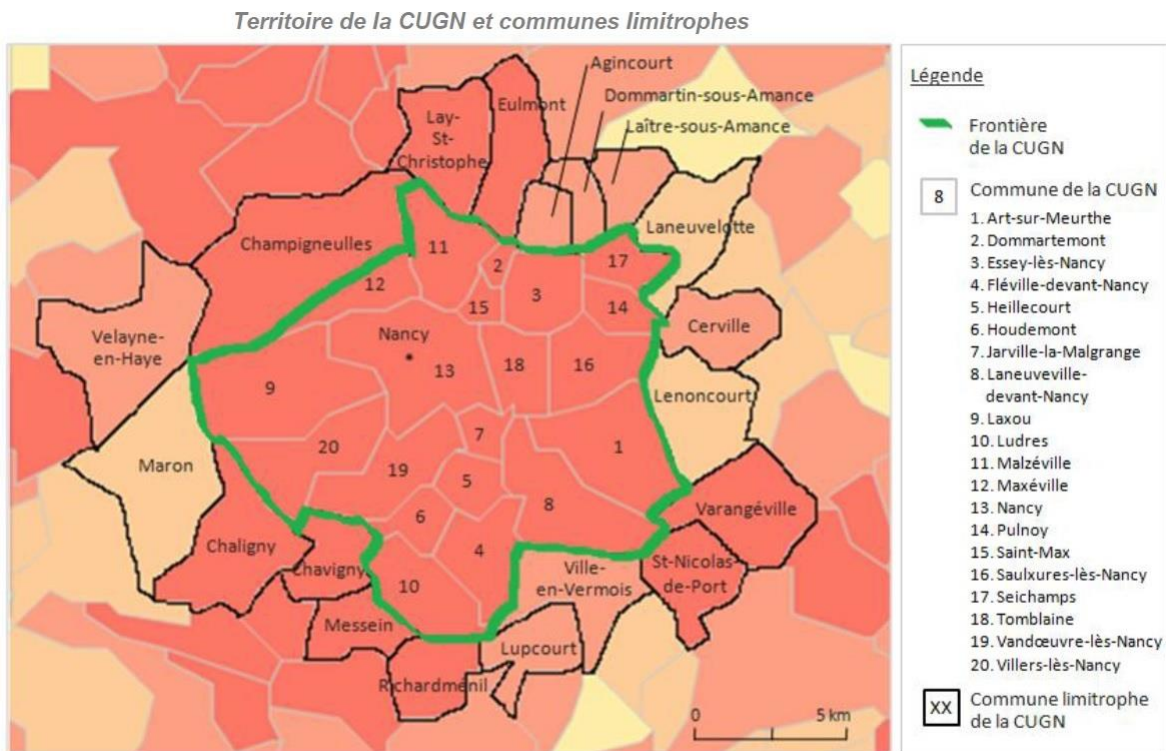 Territoire de la CUGN et communes limitrophes
Agincourt
Dommartin-sous-Amance
Laître-sous-Amance
Eulmont
Lay-
St-
Christophe
Laneuvelotte
Champigneulles
11
2
17
12
15
3
14
Cerville
Velayne-
en-Haye
Nancy
13
18
16
9
Lenoncourt
7
1
20
19
Maron
5
8
6
Varangéville
4
Chaligny
Chavigny
Ville-
en-Vermois
St-Nicolas-
de-Port
10
Messein
Lupcourt
Richardménil
0
5 km
Légende
Frontière
de la CUGN
8
Commune de la CUGN
1. Art-sur-Meurthe
2. Dommartemont
3. Essey-lès-Nancy
4. Fléville-devant-Nancy
5. Heillecourt
6. Houdemont
7. Jarville-la-Malgrange
8. Laneuveville-
devant-Nancy
9. Laxou
10. Ludres
11. Malzéville
12. Maxéville
13. Nancy
14. Pulnoy
15. Saint-Max
16. Saulxures-lès-Nancy
17. Seichamps
18. Tomblaine
19. Vandœuvre-lès-Nancy
20. Villers-lès-Nancy
XX
Commune limitrophe
de la CUGN